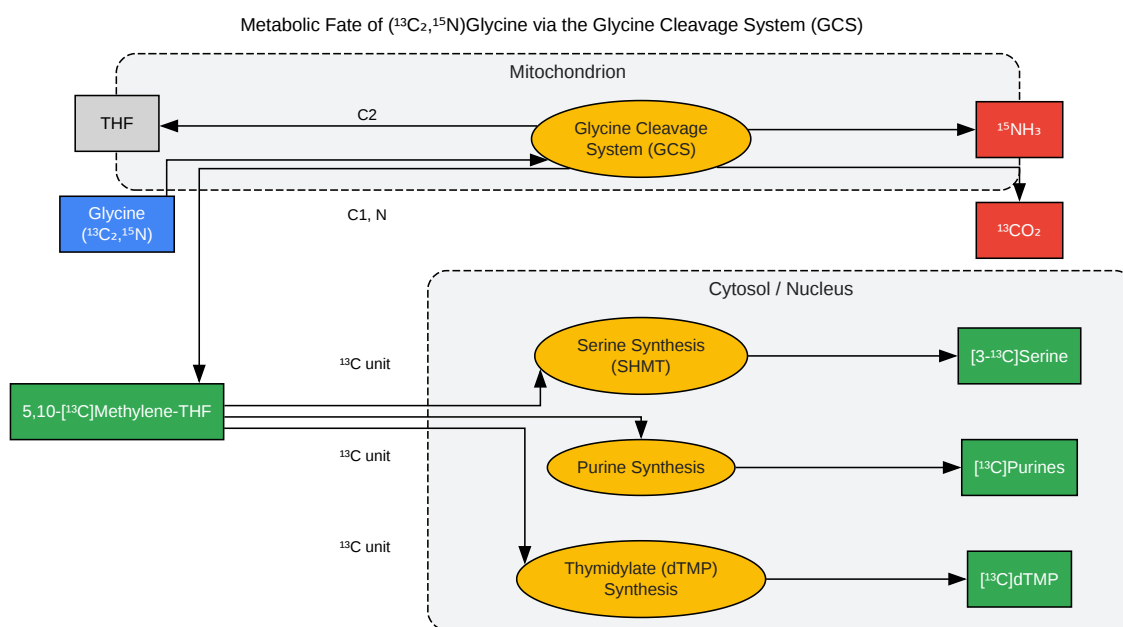 Metabolic Fate of (¹³C₂,¹⁵N)Glycine via the Glycine Cleavage System (GCS)
Mitochondrion
THF
C2
Glycine Cleavage
System (GCS)
¹⁵NH₃
Glycine
(¹³C₂,¹⁵N)
C1, N
¹³CO₂
Cytosol / Nucleus
¹³C unit
Serine Synthesis
(SHMT)
[3-¹³C]Serine
5,10-[¹³C]Methylene-THF
¹³C unit
Purine Synthesis
[¹³C]Purines
¹³C unit
Thymidylate (dTMP)
Synthesis
[¹³C]dTMP